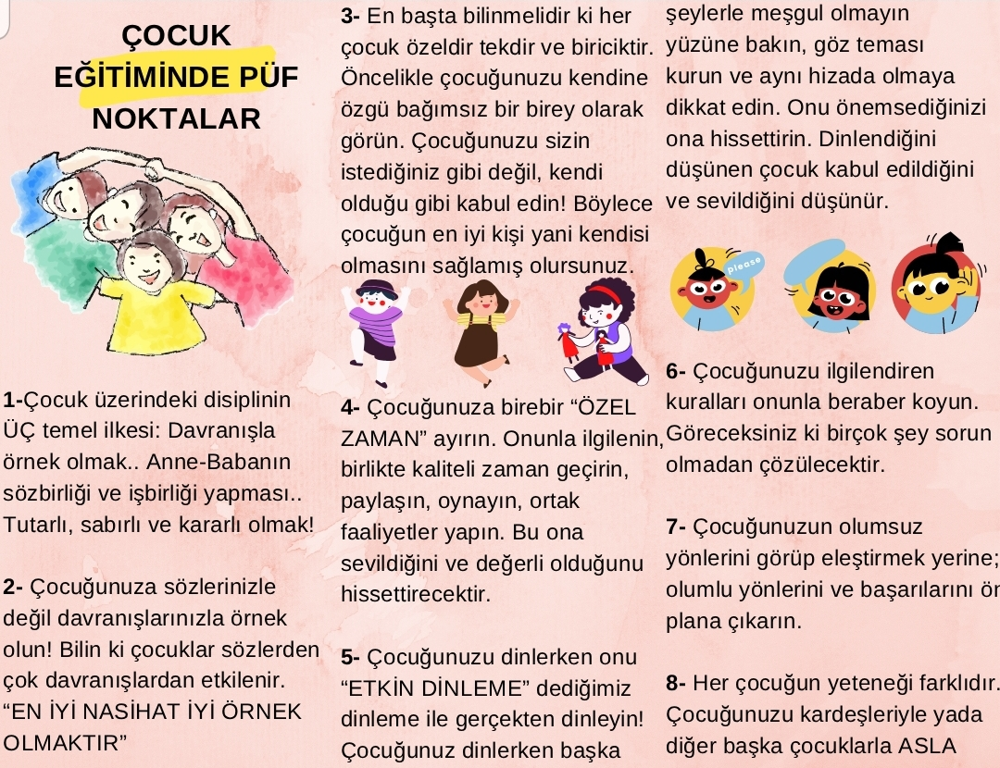 ÇOCUK
EĞİTİMİNDE PÜF
NOKTALAR
1-Çocuk üzerindeki disiplinin
ÜÇ temel ilkesi: Davranışla
örnek olmak.. Anne-Babanın
sözbirliği ve işbirliği yapması..
Tutarlı, sabırlı ve kararlı olmak!
2- Çocuğunuza sözlerinizle
değil davranışlarınızla örnek
olun! Bilin ki çocuklar sözlerden
çok davranışlardan etkilenir.
“EN İYİ NASİHAT İYİ ÖRNEK
OLMAKTIR”
3- En başta bilinmelidir ki her
çocuk özeldir tekdir ve biriciktir.
Öncelikle çocuğunuzu kendine
özgü bağımsız bir birey olarak
görün. Çocuğunuzu sizin
istediğiniz gibi değil, kendi
olduğu gibi kabul edin! Böylece
çocuğun en iyi kişi yani kendisi
olmasını sağlamış olursunuz.
4- Çocuğunuza birebir “ÖZEL
ZAMAN” ayırın. Onunla ilgilenin,
birlikte kaliteli zaman geçirin,
paylaşın, oynayın, ortak
faaliyetler yapın. Bu ona
sevildiğini ve değerli olduğunu
hissettirecektir.
5- Çocuğunuzu dinlerken onu
“ETKİN DİNLEME” dediğimiz
dinleme ile gerçekten dinleyin!
Çocuğunuz dinlerken başka
şeylerle meşgul olmayın
yüzüne bakın, göz teması
kurun ve aynı hizada olmaya
dikkat edin. Onu önemsediğinizi
ona hissettirin. Dinlendiğini
düşünen çocuk kabul edildiğini
ve sevildiğini düşünür.
please
6- Çocuğunuzu ilgilendiren
kuralları onunla beraber koyun.
Göreceksiniz ki birçok şey sorun
olmadan çözülecektir.
7- Çocuğunuzun olumsuz
yönlerini görüp eleştirmek yerine;
olumlu yönlerini ve başarılarını ön
plana çıkarın.
8- Her çocuğun yeteneği farklıdır.
Çocuğunuzu kardeşleriyle yada
diğer başka çocuklarla ASLA